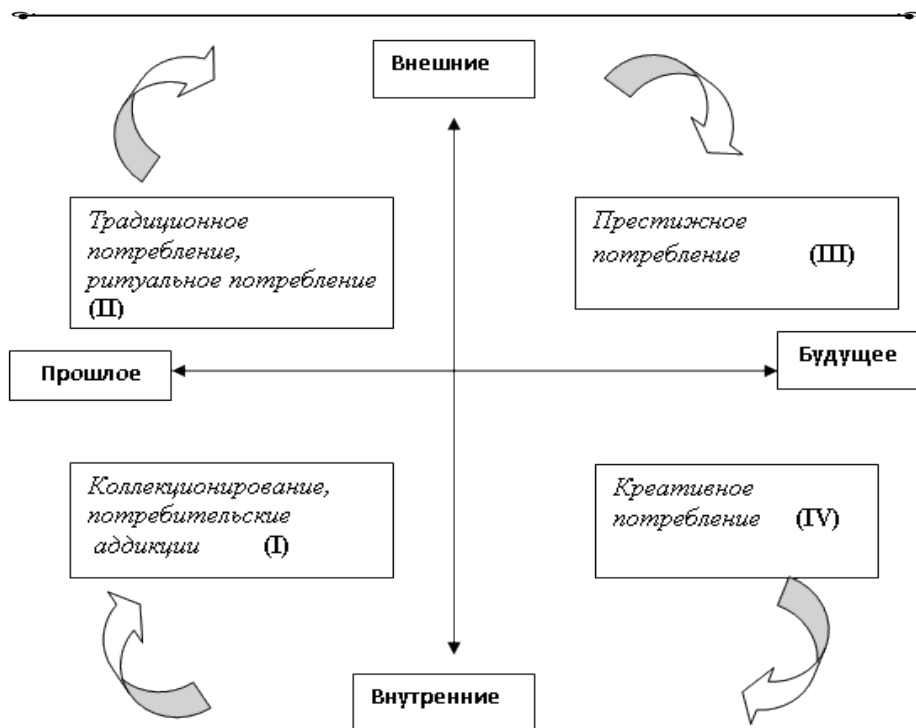 Внешние
Традиционное
потребление,
ритуальное потребление
(II)
Престижное
потребление (III)
Прошлое
Будущее
Коллекционирование,
потребительские
аддикции (I)
Креативное
потребление (IV)
Внутренние